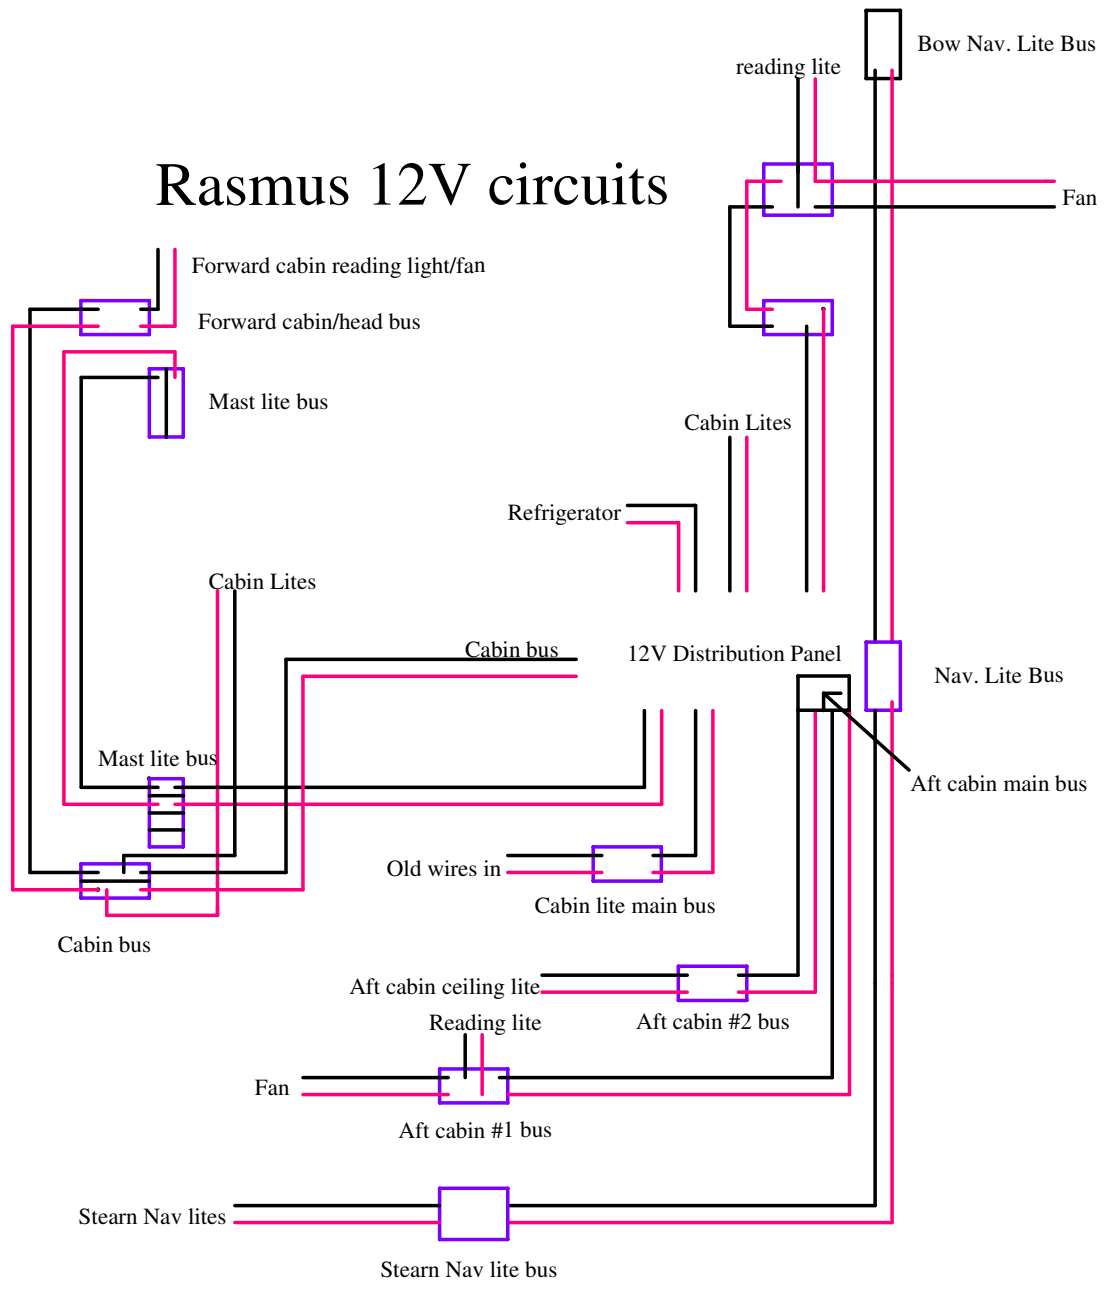 Bow Nav. Lite Bus
reading lite
Rasmus 12V circuits
Fan
Forward cabin reading light/fan
Forward cabin/head bus
Mast lite bus
Cabin Lites
Refrigerator
Cabin Lites
Cabin bus
12V Distribution Panel
Nav. Lite Bus
Mast lite bus
Aft cabin main bus
Old wires in
Cabin lite main bus
Cabin bus
Aft cabin ceiling lite
Aft cabin #2 bus
Reading lite
Fan
Aft cabin #1 bus
Stearn Nav lites
Stearn Nav lite bus